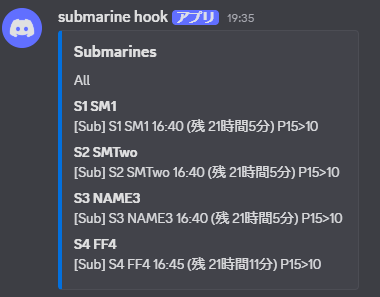 submarine hook アプリ 19:35
Submarines
All
S1 SM1
[Sub] S1 SM1 16:40 (残 21時間5分) P15>10
S2 SMTwo
[Sub] S2 SMTwo 16:40 (残 21時間5分) P15>10
S3 NAME3
[Sub] S3 NAME3 16:40 (残 21時間5分) P15>10
S4 FF4
[Sub] S4 FF4 16:45 (残 21時間11分) P15>10